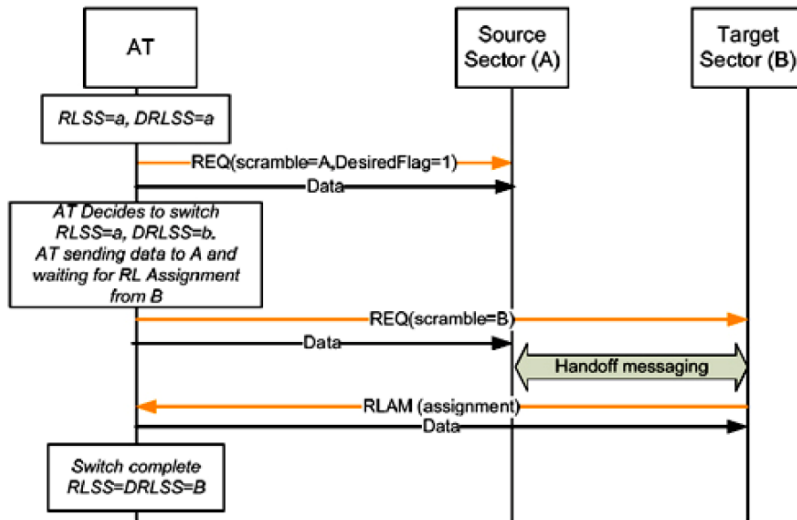 AT
Source
Sector (A)
Target
Sector (B)
RLSS=a, DRLSS=a
REQ(scramble=A,DesiredFlag=1)
Data
AT Decides to switch
RLSS=a, DRLSS=b.
AT sending data to A and
waiting for RL Assignment
from B
REQ(scramble=B)
Data
Handoff messaging
RLAM (assignment)
Data
Switch complete
RLSS=DRLSS=B